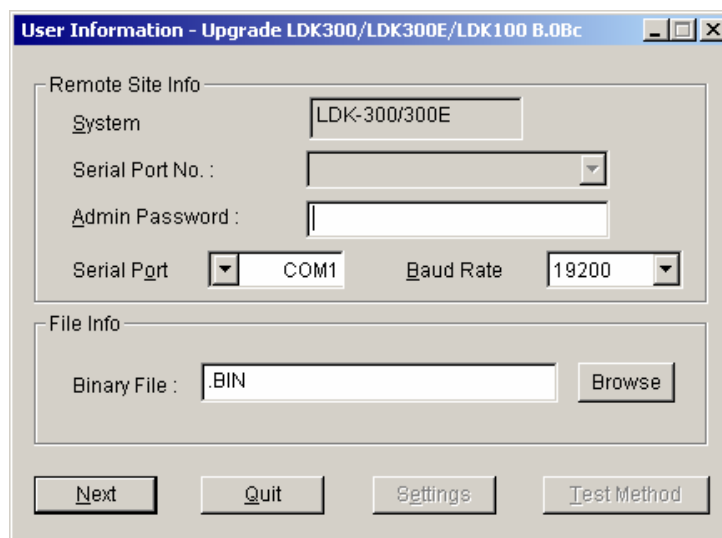 User Information - Upgrade LDK300/LDK300E/LDK100 B.0Bc
Remote Site Info
System LDK-300/300E
Serial Port No. :
Admin Password :
Serial Port COM1 Baud Rate 19200
File Info
Binary File : .BIN Browse
Next Quit Settings Test Method